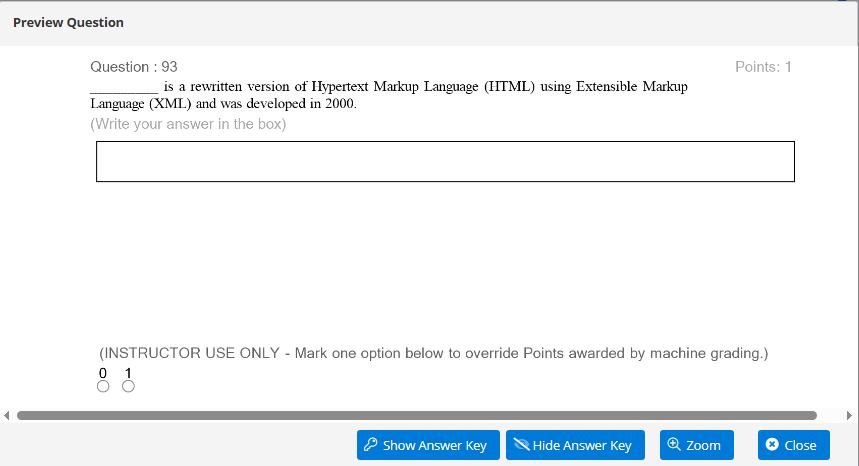 Preview Question
Question : 93
Points: 1
_________ is a rewritten version of Hypertext Markup Language (HTML) using Extensible Markup
Language (XML) and was developed in 2000.
(Write your answer in the box)
(INSTRUCTOR USE ONLY - Mark one option below to override Points awarded by machine grading.)
0 1
Show Answer Key
Hide Answer Key
Zoom
Close